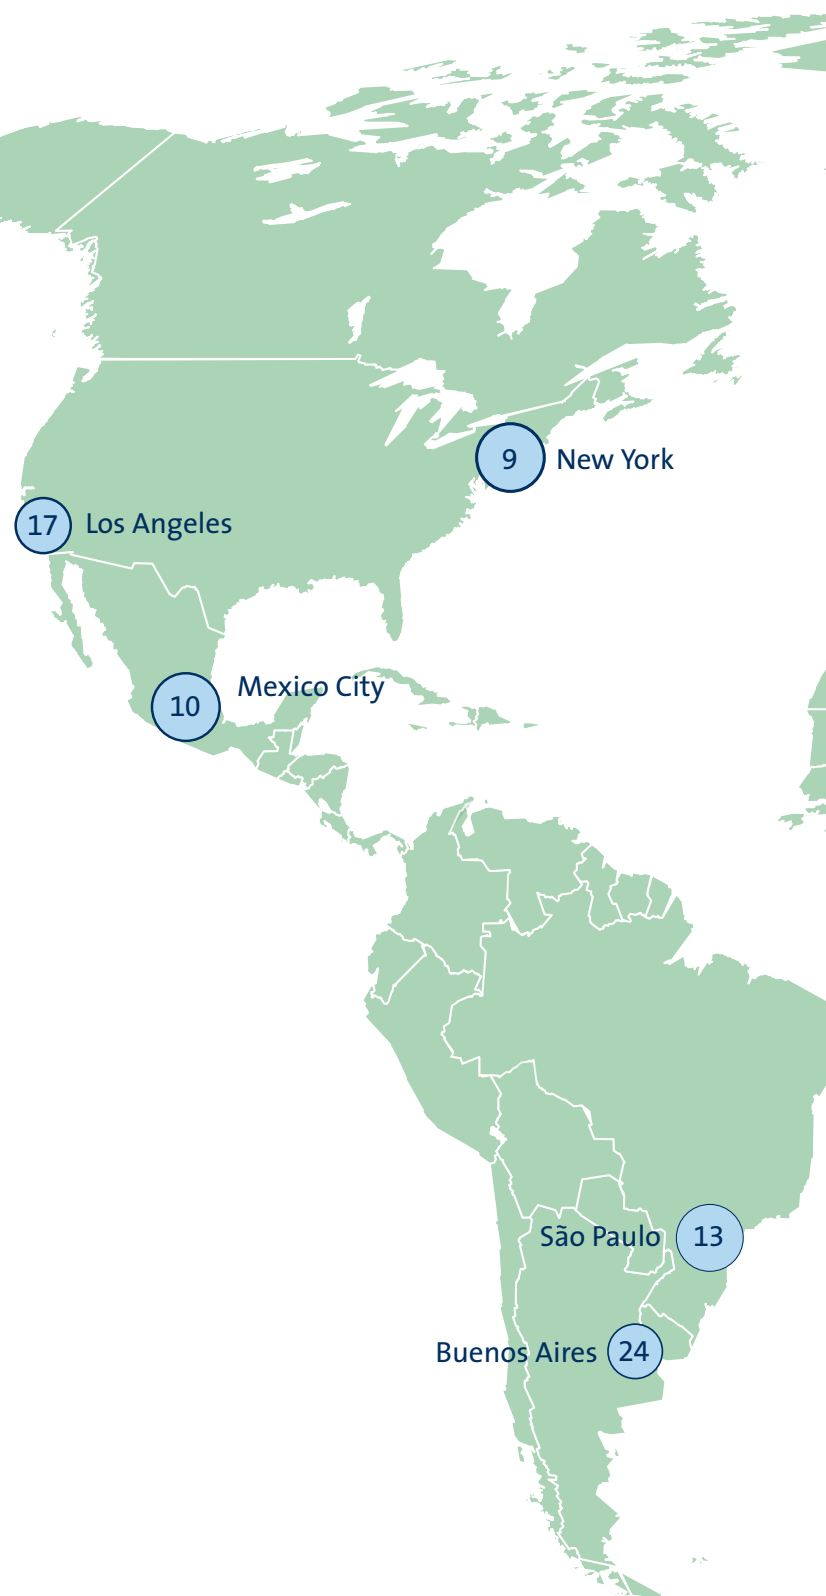 9 New York
17 Los Angeles
Mexico City
10
São Paulo 13
Buenos Aires 24